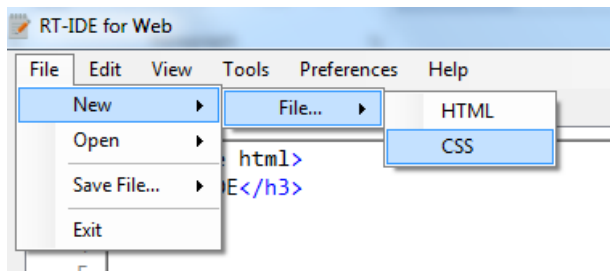 RT-IDE for Web
File Edit View Tools Preferences Help
New File... HTML
Open CSS
html>
Save File... E</h3>
Exit